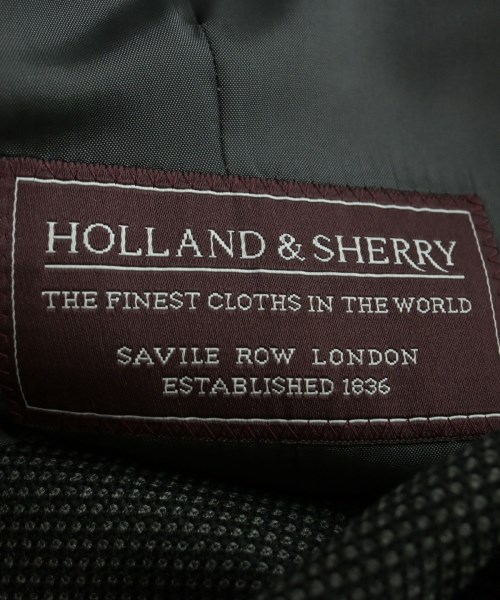 HOLLAND & SHERRY
THE FINEST CLOTHS IN THE WORLD
SAVILE ROW LONDON
ESTABLISHED 1836